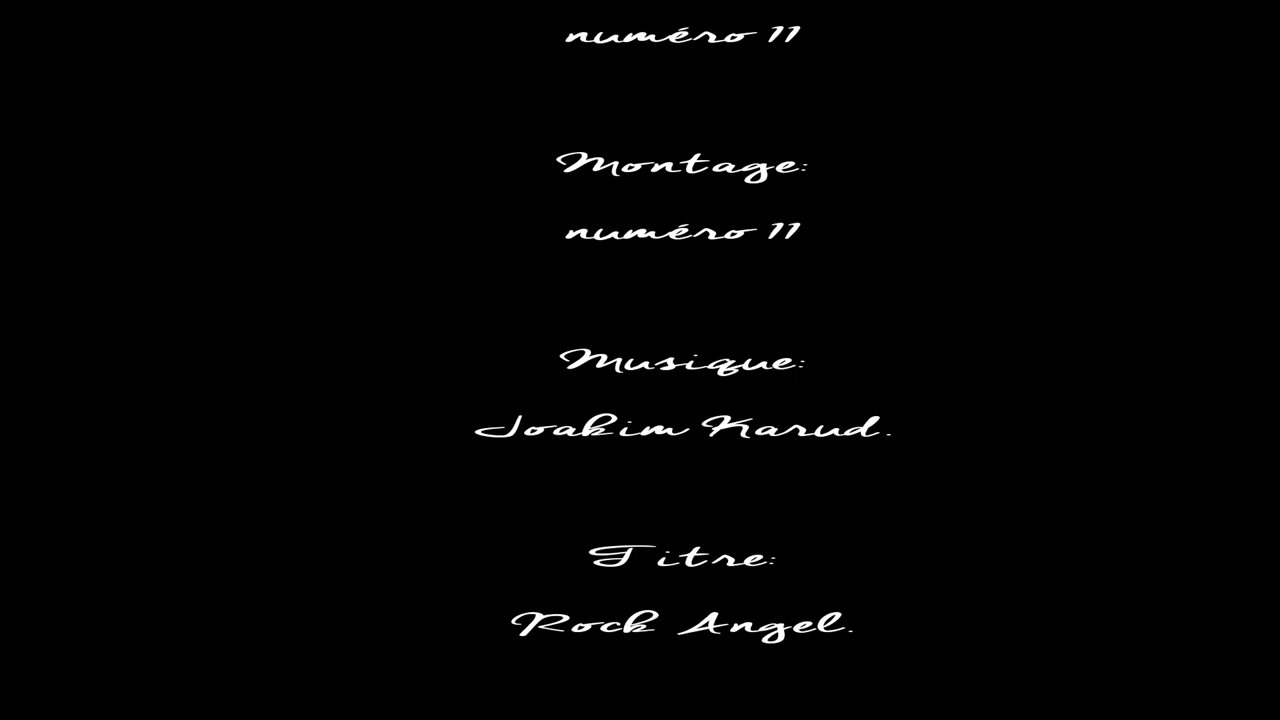 numéro 11
Montage:
numéro 11
Musique:
Joakim Karud.
Titre:
Rock Angel.